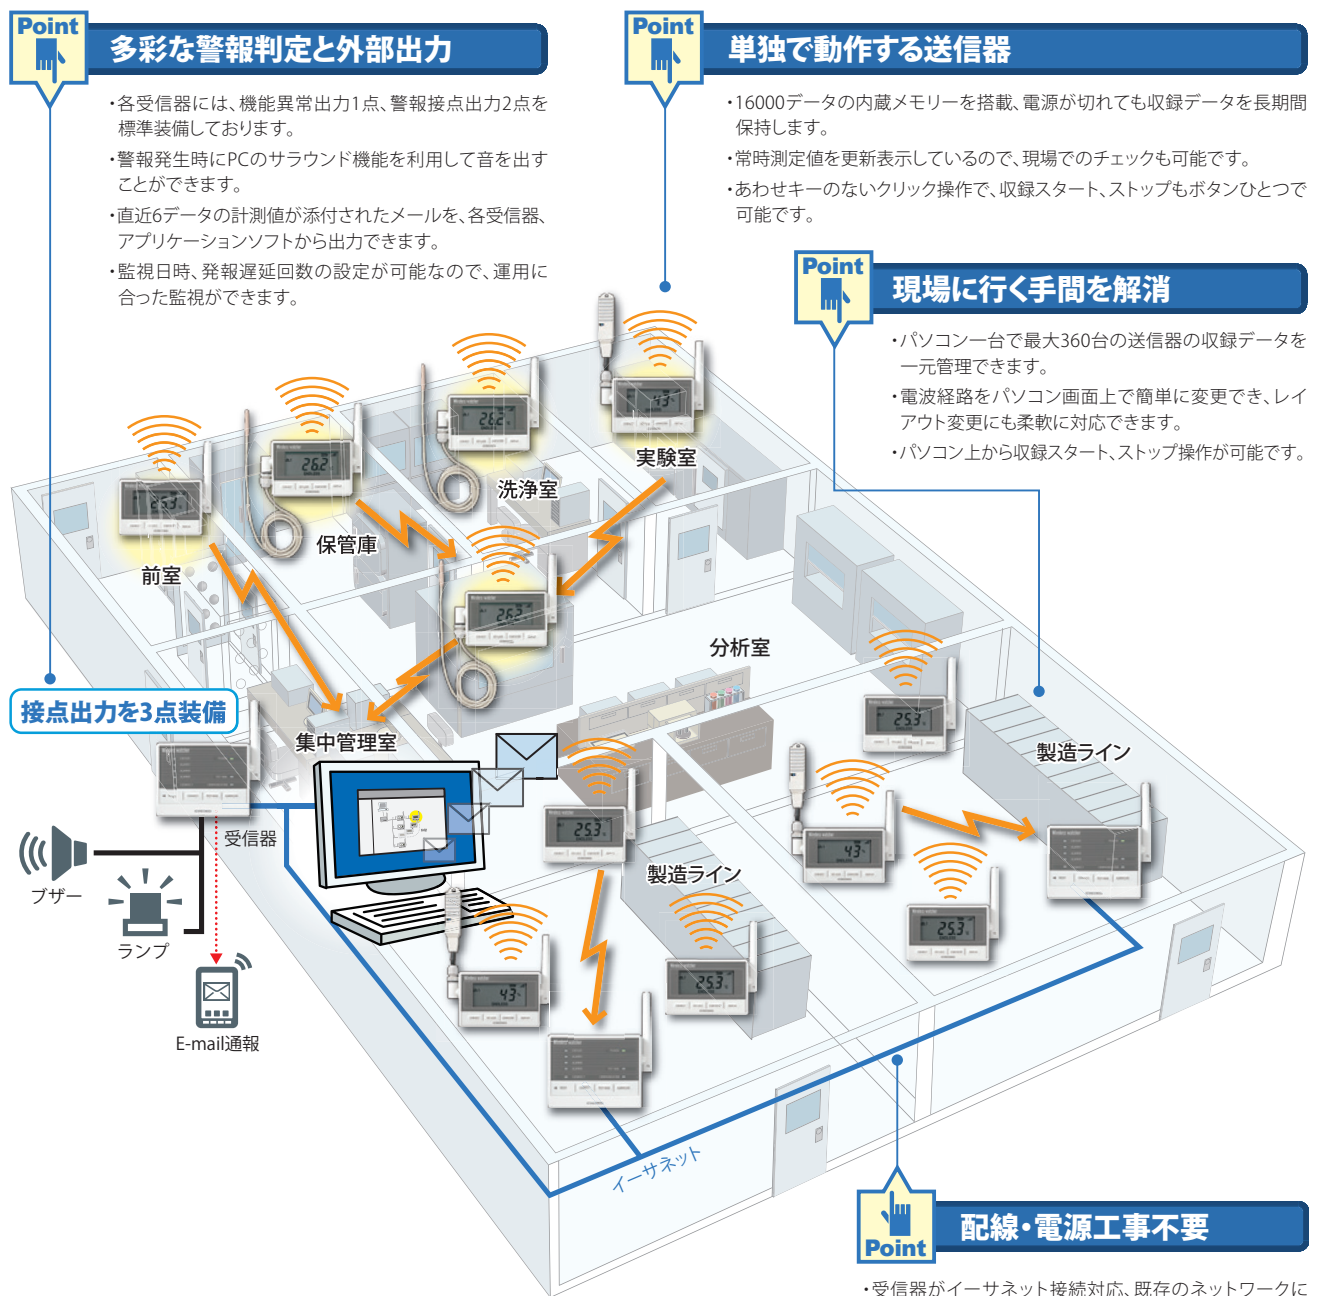 Point
多彩な警報判定と外部出力
・各受信器には、機能異常出力1点、警報接点出力2点を
標準装備しております。
・警報発生時にPCのサラウンド機能を利用して音を出す
ことができます。
・直近6データの計測値が添付されたメールを、各受信器、
アプリケーションソフトから出力できます。
・監視日時、発報遅延回数の設定が可能なので、運用に
合った監視ができます。
Point
単独で動作する送信器
・16000データの内蔵メモリーを搭載、電源が切れても収録データを長期間
保持します。
・常時測定値を更新表示しているので、現場でのチェックも可能です。
・あわせキーのないクリック操作で、収録スタート、ストップもボタンひとつで
可能です。
Point
現場に行く手間を解消
・パソコン一台で最大360台の送信器の収録データを
一元管理できます。
・電波経路をパソコン画面上で簡単に変更でき、レイ
アウト変更にも柔軟に対応できます。
・パソコン上から収録スタート、ストップ操作が可能です。
43
実験室
26.2
洗浄室
26.2
保管庫
25.3
前室
26.2
分析室
接点出力を3点装備
集中管理室
受信器
ブザー
ランプ
E-mail通報
25.3
製造ライン
43
25.3
25.3
製造ライン
25.3
43
イーサネット
Point
配線・電源工事不要
・受信器がイーサネット接続対応、既存のネットワークに